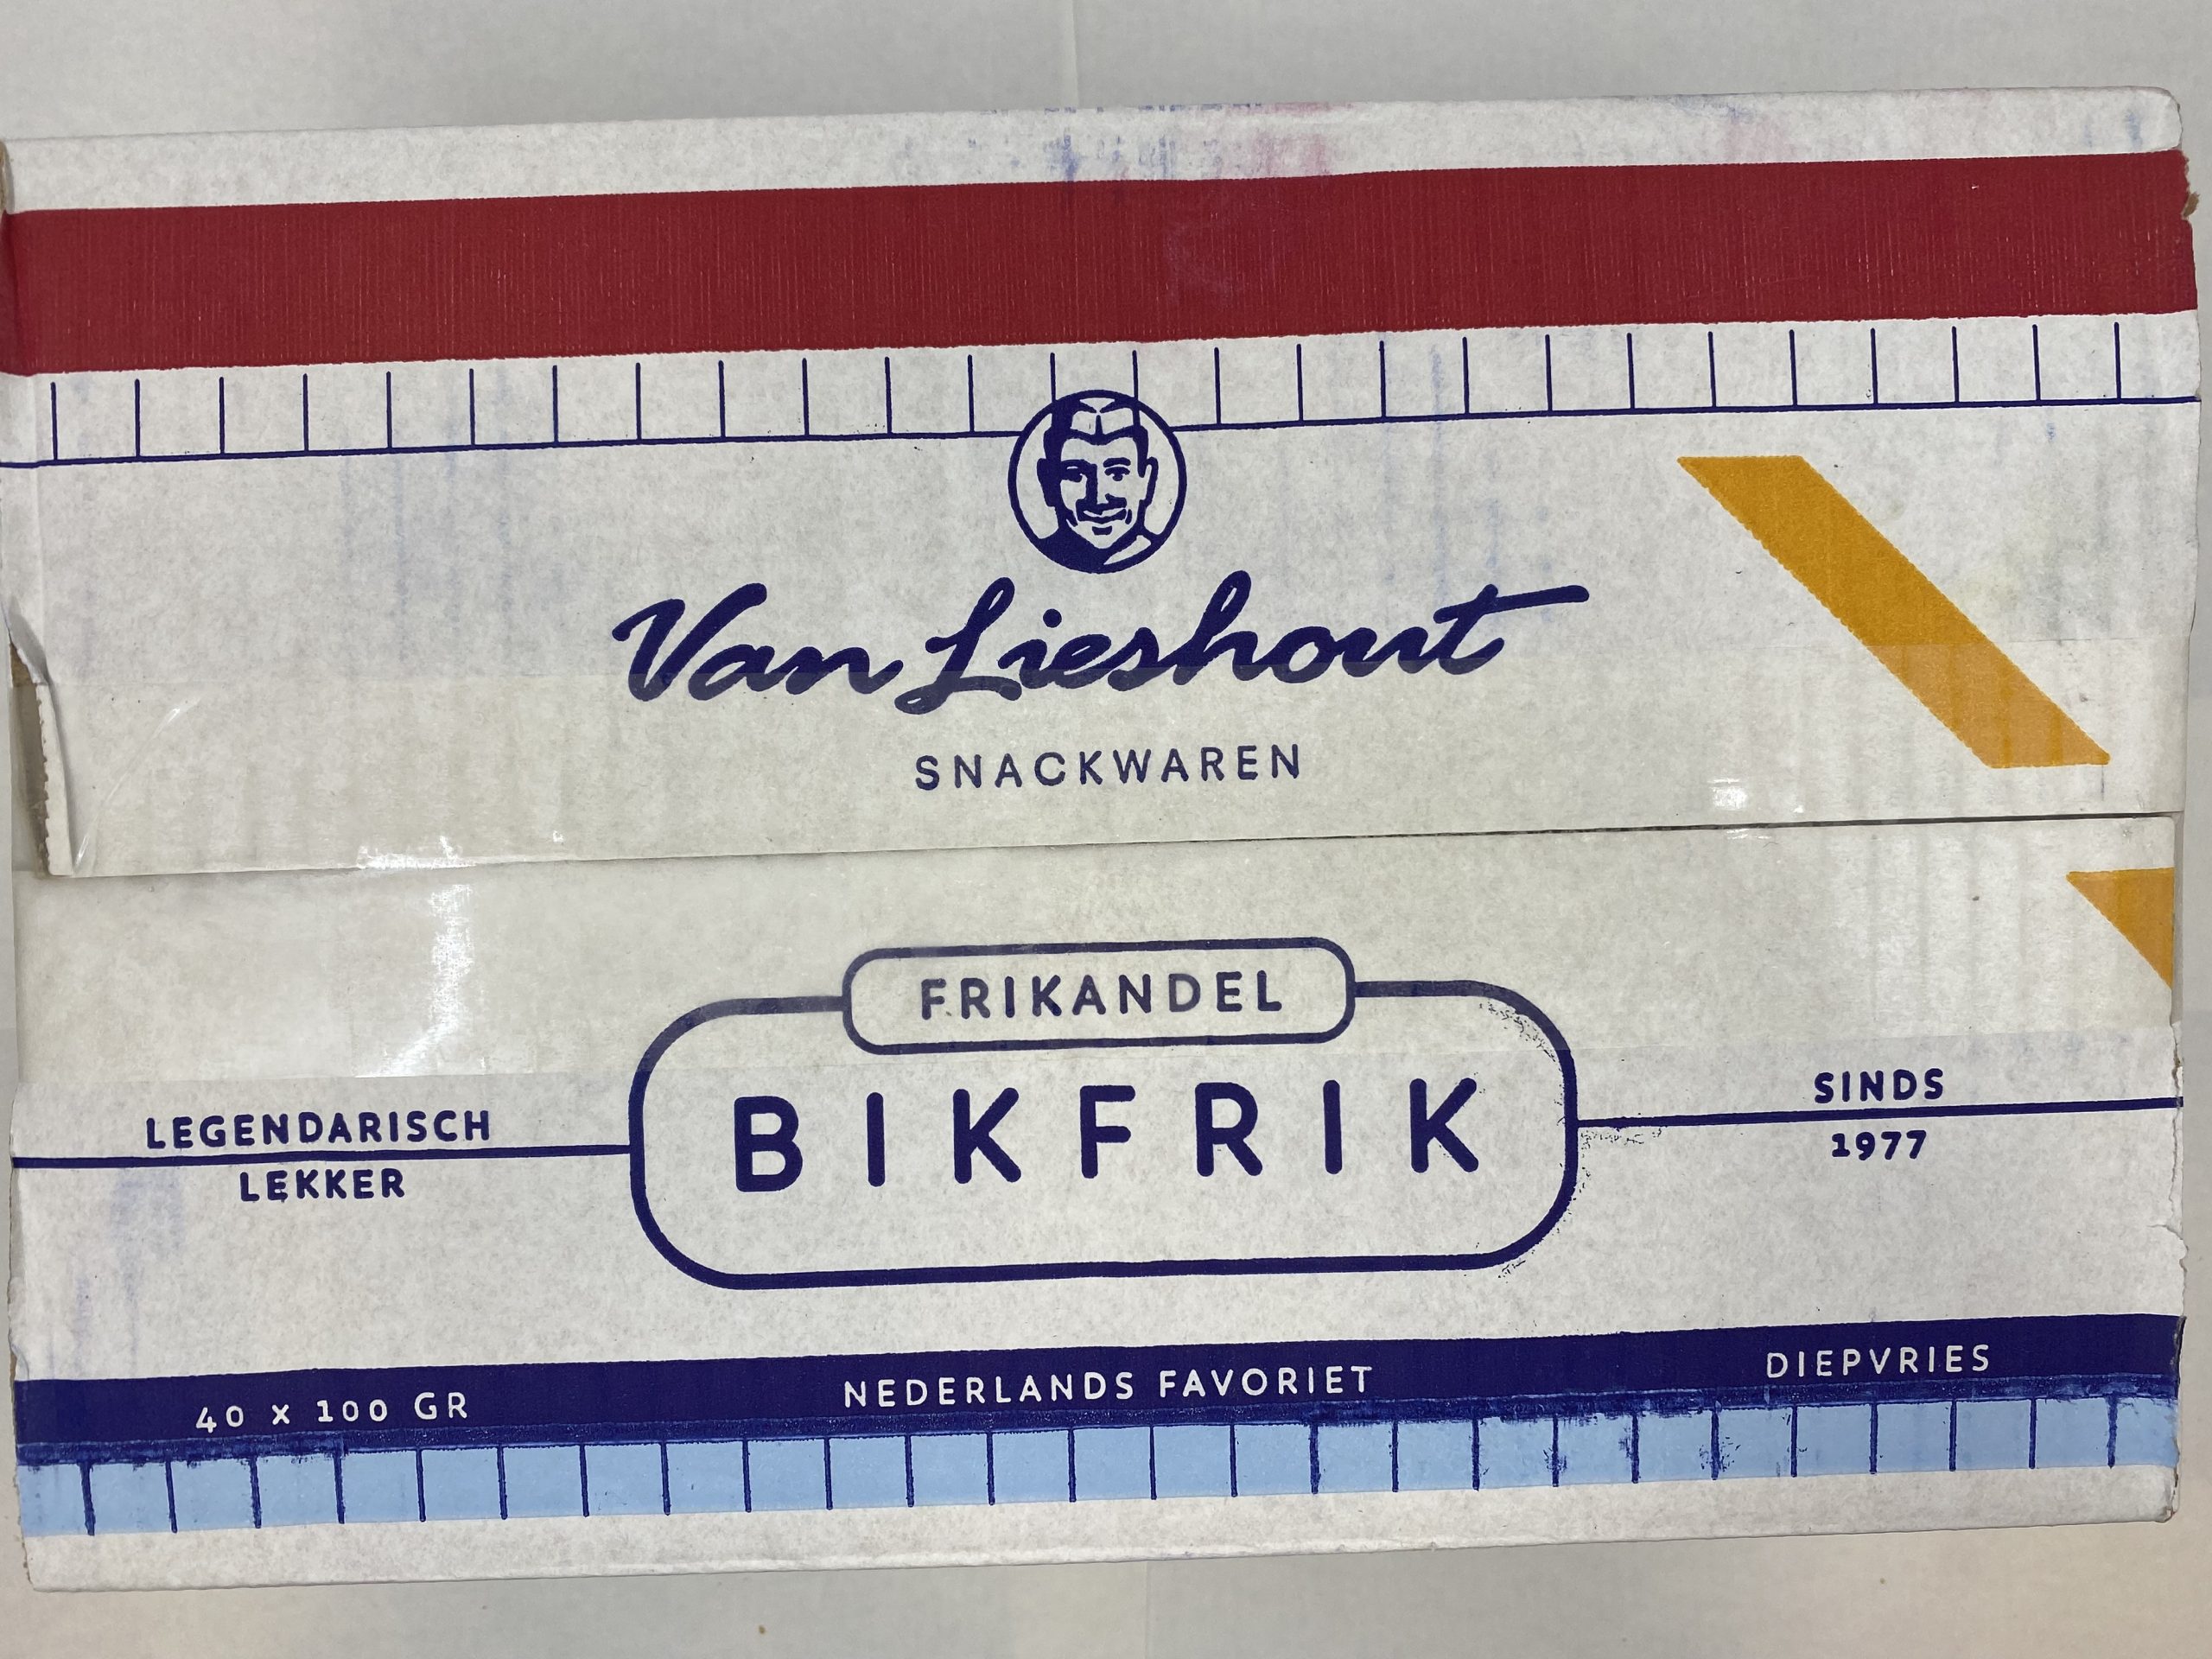 Van Lieshout
SNACKWAREN
FRIKANDEL
BIKFRIK
LEGENDARISCH
LEKKER
SINDS
1977
40 x 100 GR
NEDERLANDS FAVORIET
DIEPVRIES